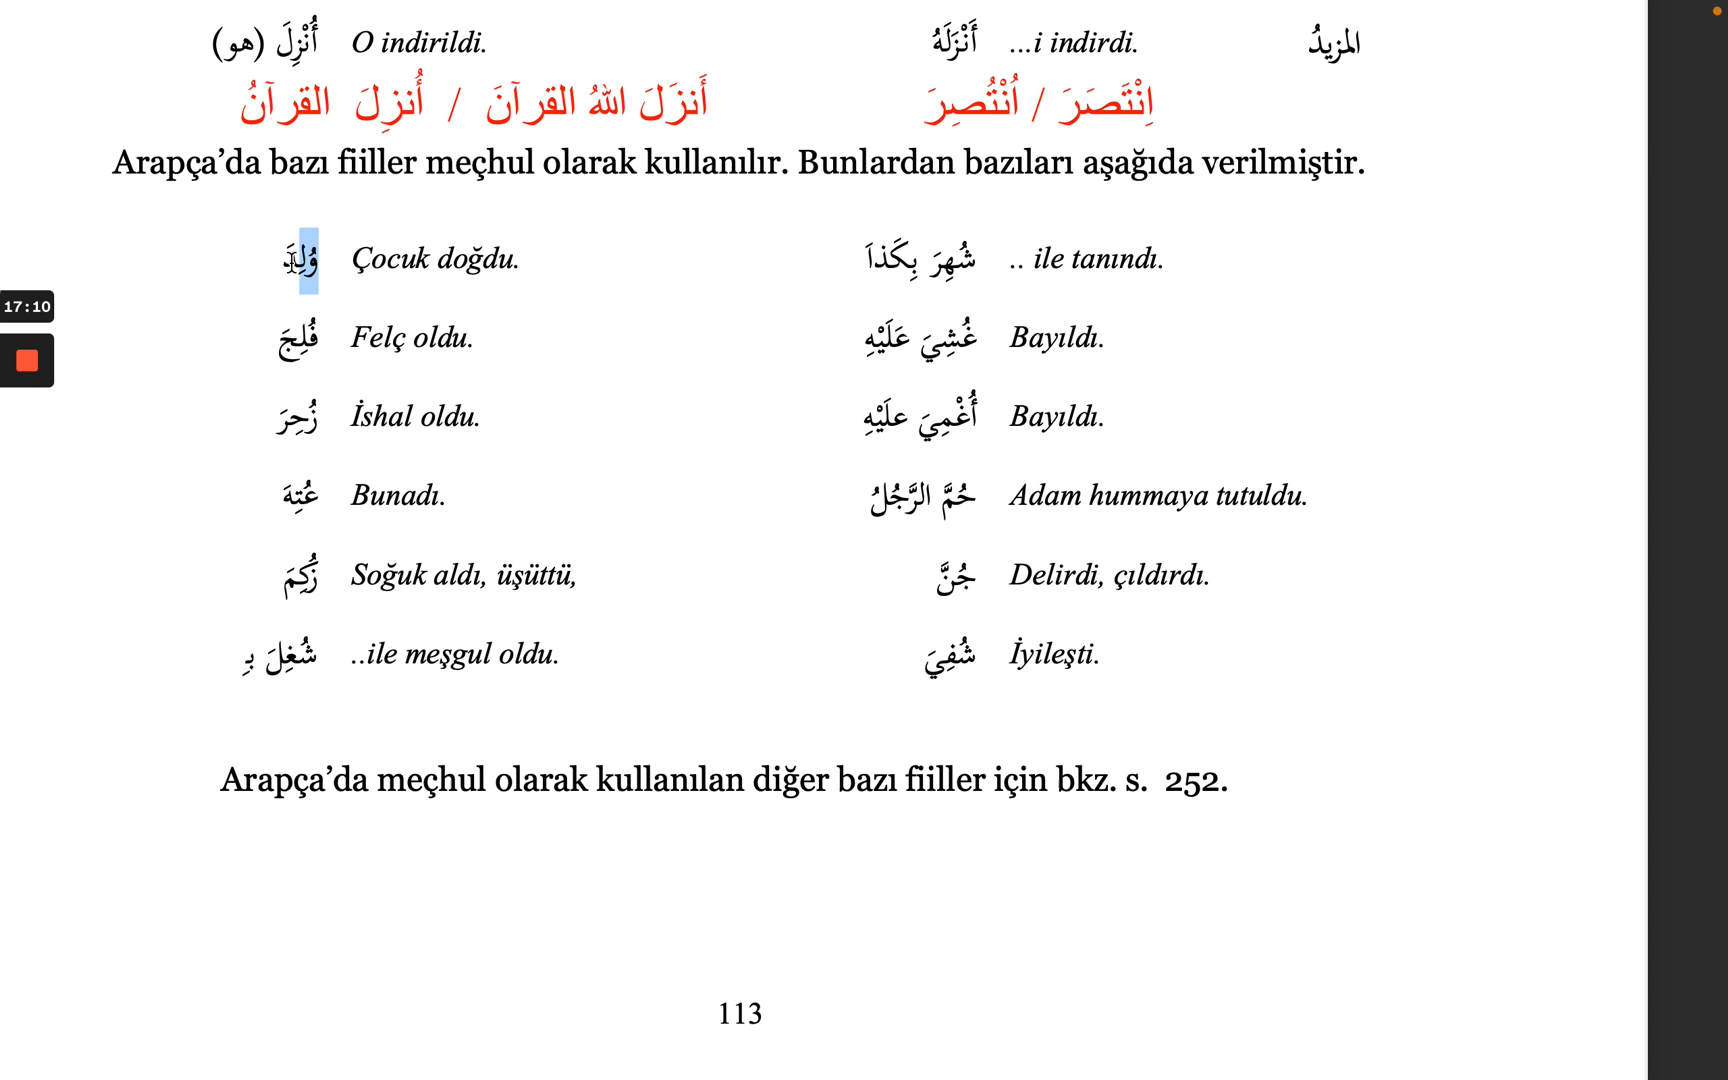 أُنْزِلَ (هو) O indirildi. أَنْزَلَهُ ...i indirdi. المزيدُ
اِنْتَصَرَ / اُنْتُصِرَ أَنزَلَ اللهُ القرآنَ / أُنزِلَ القرآنُ
Arapça’da bazı fiiller meçhul olarak kullanılır. Bunlardan bazıları aşağıda verilmiştir.
وُلِدَ Çocuk doğdu. شُهِرَ بِكَذاَ .. ile tanındı.
17:10
فُلِجَ Felç oldu. غُشِيَ عَلَيْهِ Bayıldı.
زُحِرَ İshal oldu. أُغْمِيَ علَيْهِ Bayıldı.
عُتِهَ Bunadı. حُمَّ الرَّجُلُ Adam hummaya tutuldu.
زُكِمَ Soğuk aldı, üşüttü, جُنَّ Delirdi, çıldırdı.
شُغِلَ بِـ ..ile meşgul oldu. شُفِيَ İyileşti.
Arapça’da meçhul olarak kullanılan diğer bazı fiiller için bkz. s. 252.
113